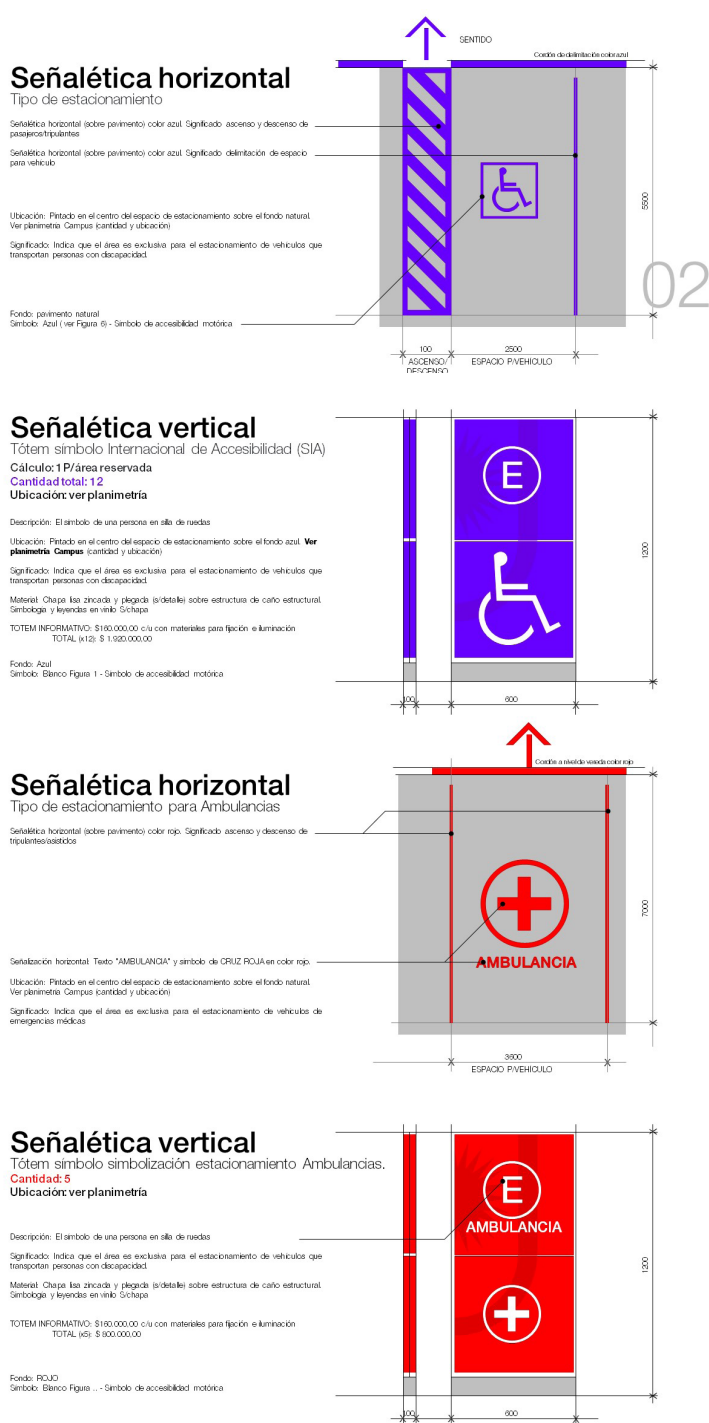 SENTIDO
Cordón de delimitación color azul
Señalética horizontal
Tipo de estacionamiento
Señalética horizontal (sobre pavimento) color azul. Significado ascenso y descenso de
pasajeros/tripulantes
Señalética horizontal (sobre pavimento) color azul. Significado delimitación de espacio
para vehículo
Ubicación: Pintado en el centro del espacio de estacionamiento sobre el fondo natural.
Ver planimetría Campus (cantidad y ubicación)
Significado: Indica que el área es exclusiva para el estacionamiento de vehículos que
transportan personas con discapacidad.
5500
02
Fondo: pavimento natural
Símbolo: Azul ( ver Figura 6) - Símbolo de accesibilidad motórica
100
2500
ASCENSO/
DESCENSO
ESPACIO P/VEHICULO
Señalética vertical
Tótem símbolo Internacional de Accesibilidad (SIA)
Cálculo: 1 P/área reservada
Cantidad total: 12
Ubicación: ver planimetría
Descripción: El símbolo de una persona en silla de ruedas
Ubicación: Pintado en el centro del espacio de estacionamiento sobre el fondo azul. Ver
planimetría Campus (cantidad y ubicación)
Significado: Indica que el área es exclusiva para el estacionamiento de vehículos que
transportan personas con discapacidad.
Material: Chapa lisa zincada y plegada (s/detalle) sobre estructura de caño estructural.
Simbología y leyendas en vinilo S/chapa
TOTEM INFORMATIVO: $160.000,00 c/u con materiales para fijación e iluminación
TOTAL (x12): $ 1.920.000,00
Fondo: Azul
Símbolo: Blanco Figura 1 - Símbolo de accesibilidad motórica
E
1200
100
600
Cordón a nivel de vereda color rojo
Señalética horizontal
Tipo de estacionamiento para Ambulancias
Señalética horizontal (sobre pavimento) color rojo. Significado ascenso y descenso de
tripulantes/asistidos
7000
Señalización horizontal: Texto "AMBULANCIA" y símbolo de CRUZ ROJA en color rojo.
AMBULANCIA
Ubicación: Pintado en el centro del espacio de estacionamiento sobre el fondo natural.
Ver planimetría Campus (cantidad y ubicación)
Significado: Indica que el área es exclusiva para el estacionamiento de vehículos de
emergencias médicas
3600
ESPACIO P/VEHICULO
Señalética vertical
Tótem símbolo simbolización estacionamiento Ambulancias.
Cantidad: 5
Ubicación: ver planimetría
E
AMBULANCIA
Descripción: El símbolo de una persona en silla de ruedas
Significado: Indica que el área es exclusiva para el estacionamiento de vehículos que
transportan personas con discapacidad.
Material: Chapa lisa zincada y plegada (s/detalle) sobre estructura de caño estructural.
Simbología y leyendas en vinilo S/chapa
1200
TOTEM INFORMATIVO: $160.000,00 c/u con materiales para fijación e iluminación
TOTAL (x5): $ 800.000,00
Fondo: ROJO
Símbolo: Blanco Figura .. - Símbolo de accesibilidad motórica
100
600